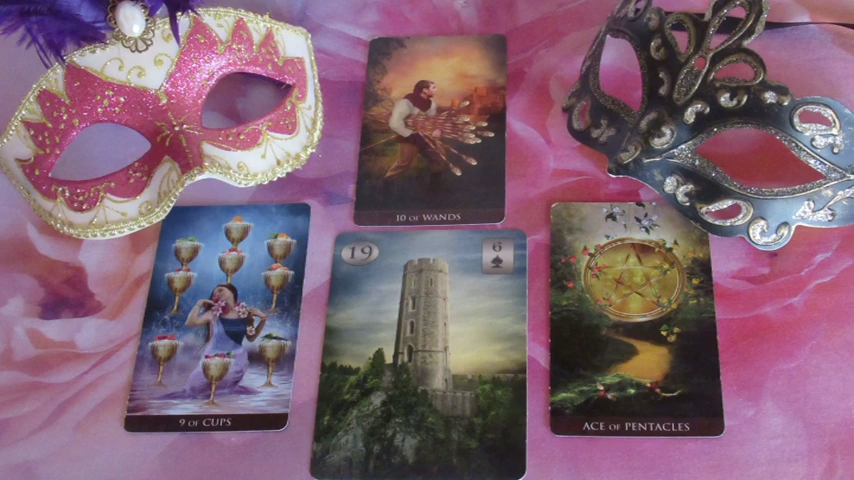 10 OF WANDS
19
6
9 OF CUPS
ACE OF PENTACLES